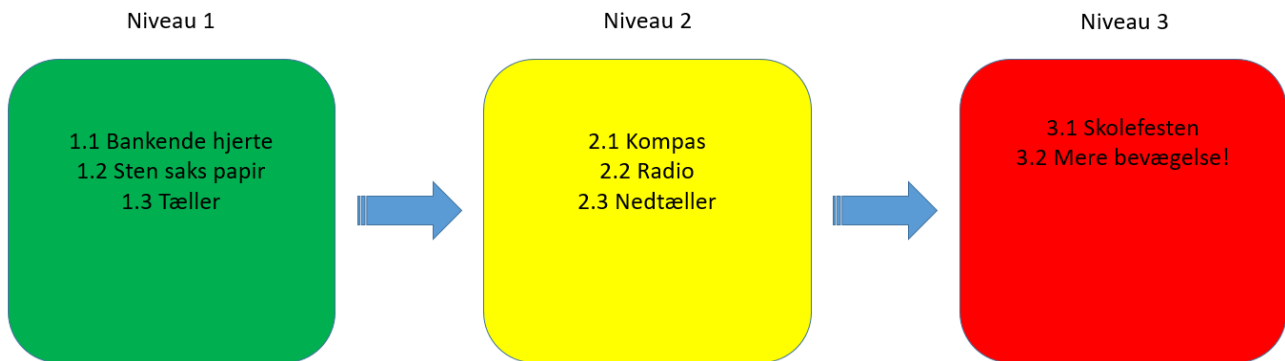 Niveau 1
1.1 Bankende hjerte
1.2 Sten saks papir
1.3 Tæller
Niveau 2
2.1 Kompas
2.2 Radio
2.3 Nedtæller
Niveau 3
3.1 Skolefesten
3.2 Mere bevægelse!